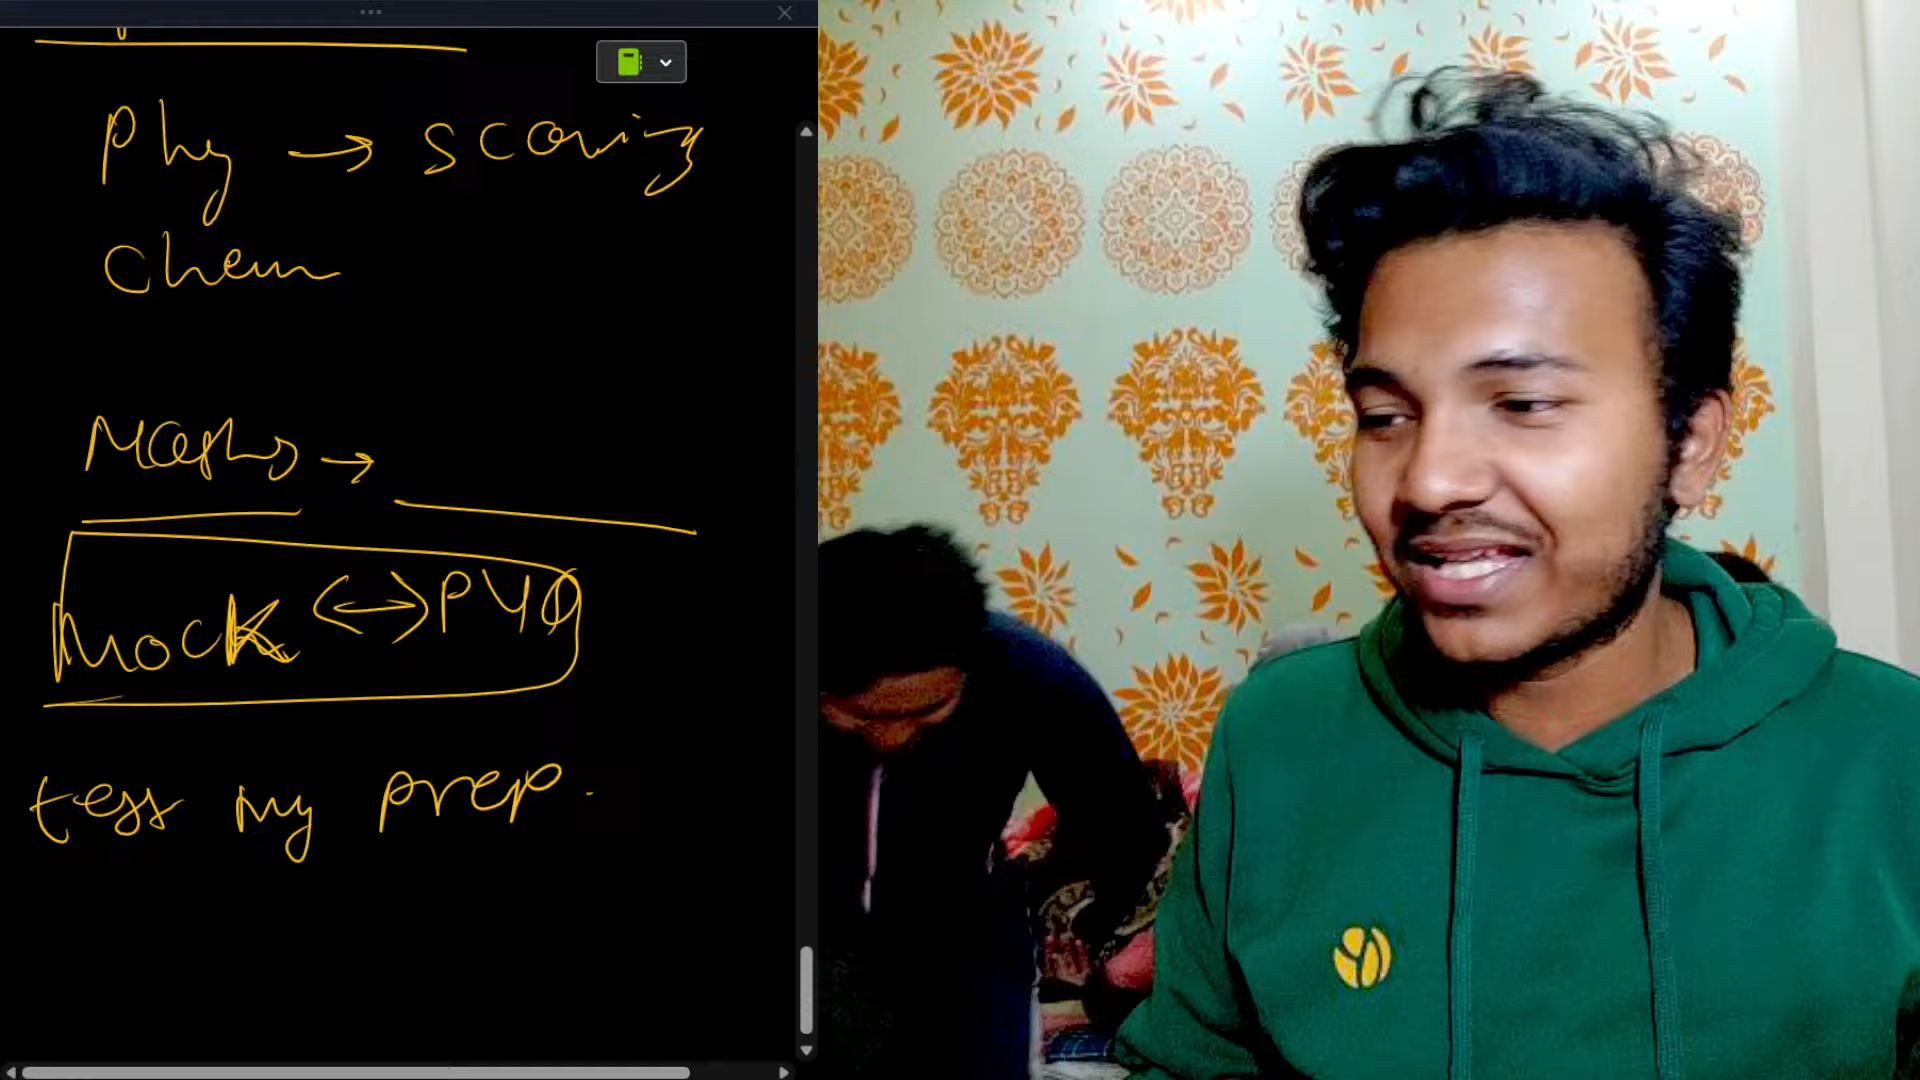 Phy → scoring
Chem
Maths →
Mock ↔ PYQ
test my prep.